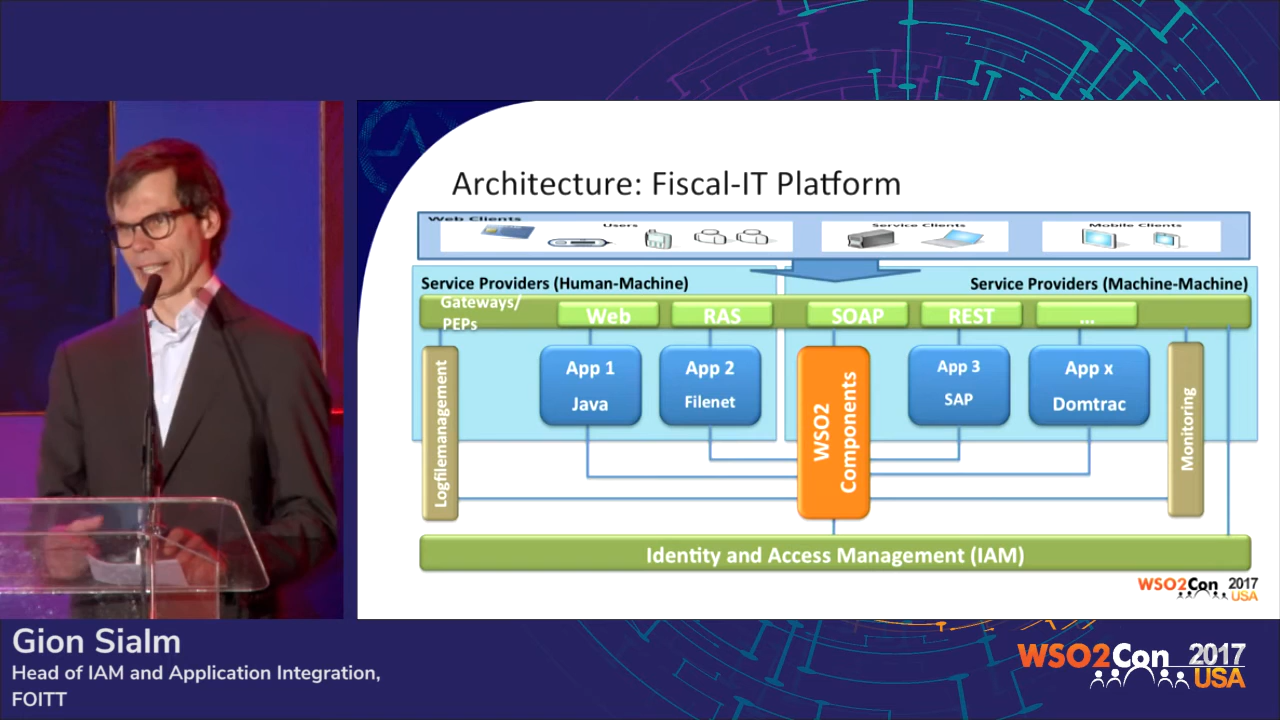 Architecture: Fiscal-IT Platform
Web Clients
Users
Service Clients
Mobile Clients
Service Providers (Human-Machine)
Service Providers (Machine-Machine)
Gateways/
PEPs
Web
RAS
SOAP
REST
...
Logfilemanagement
App 1
Java
App 2
Filenet
WSO2
Components
App 3
SAP
App x
Domtrac
Monitoring
Identity and Access Management (IAM)
WSO2Con 2017
USA
Gion Sialm
Head of IAM and Application Integration,
FOITT
WSO2Con 2017
USA